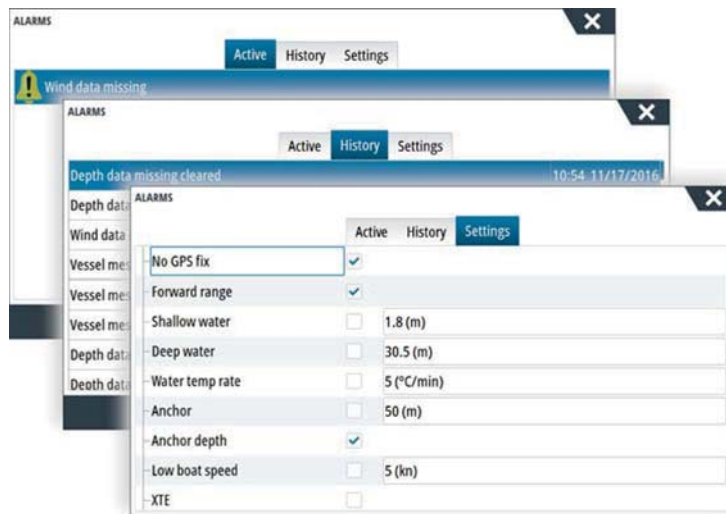 ALARMS
Active History Settings
Wind data missing
ALARMS
Active History Settings
Depth data missing cleared 10:54 11/17/2016
Depth data
Wind data
Vessel mes
Vessel mes
Vessel mes
Depth data
Depth data
ALARMS
Active History Settings
No GPS fix
Forward range
Shallow water 1.8 (m)
Deep water 30.5 (m)
Water temp rate 5 (°C/min)
Anchor 50 (m)
Anchor depth
Low boat speed 5 (kn)
XTE